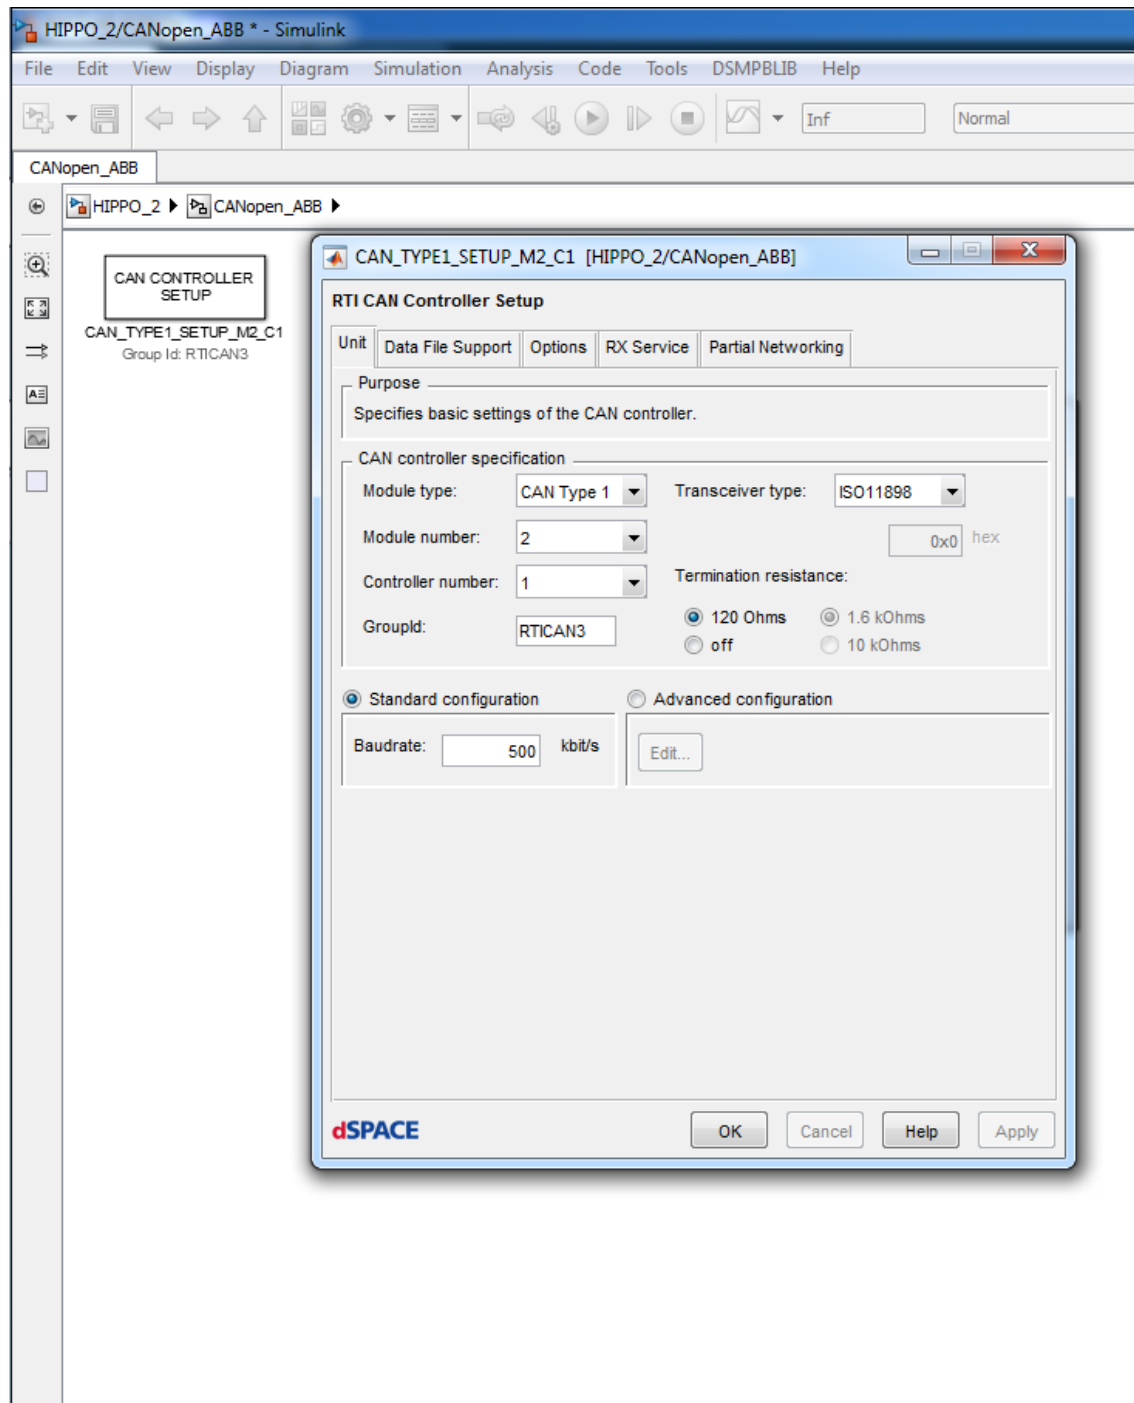 HIPPO_2/CANopen_ABB * - Simulink
File Edit View Display Diagram Simulation Analysis Code Tools DSMPBLIB Help
Inf Normal
CANopen_ABB
HIPPO_2 CANopen_ABB
CAN CONTROLLER
SETUP
CAN_TYPE1_SETUP_M2_C1
Group Id: RTICAN3
CAN_TYPE1_SETUP_M2_C1 [HIPPO_2/CANopen_ABB]
RTI CAN Controller Setup
Unit Data File Support Options RX Service Partial Networking
Purpose
Specifies basic settings of the CAN controller.
CAN controller specification
Module type: CAN Type 1 Transceiver type: ISO11898
Module number: 2 0x0 hex
Controller number: 1 Termination resistance:
GroupId: RTICAN3 120 Ohms 1.6 kOhms
off 10 kOhms
Standard configuration Advanced configuration
Baudrate: 500 kbit/s Edit...
dSPACE OK Cancel Help Apply